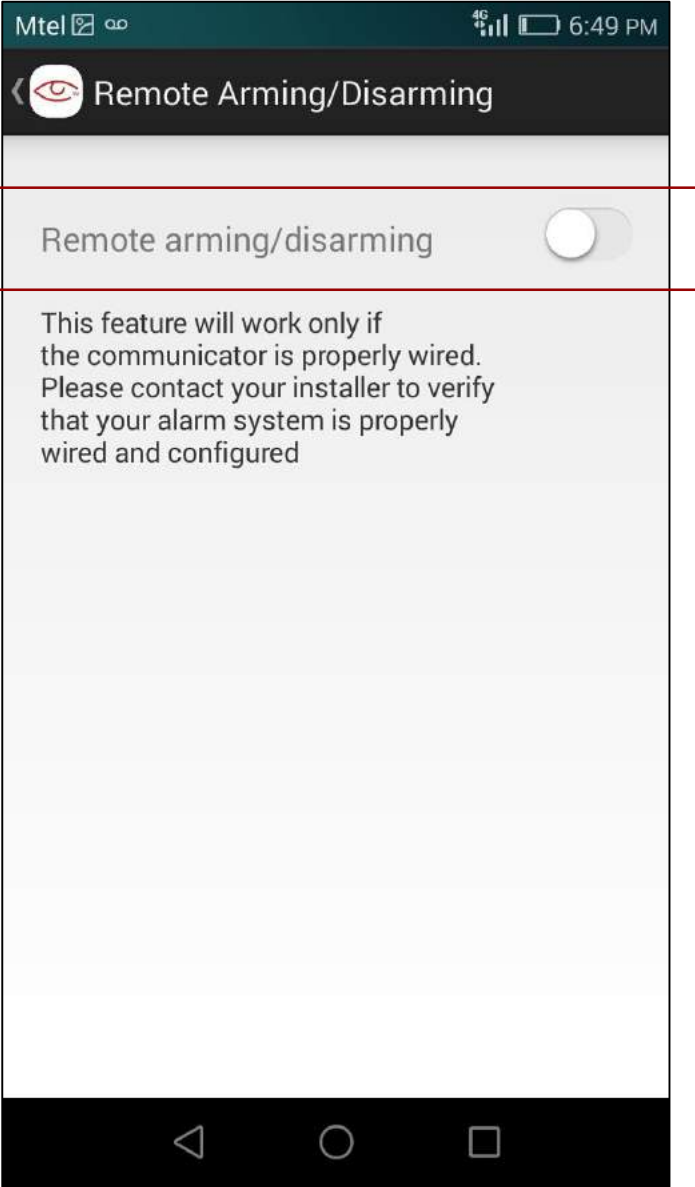 Mtel 4G 6:49 PM
Remote Arming/Disarming
Remote arming/disarming
This feature will work only if
the communicator is properly wired.
Please contact your installer to verify
that your alarm system is properly
wired and configured